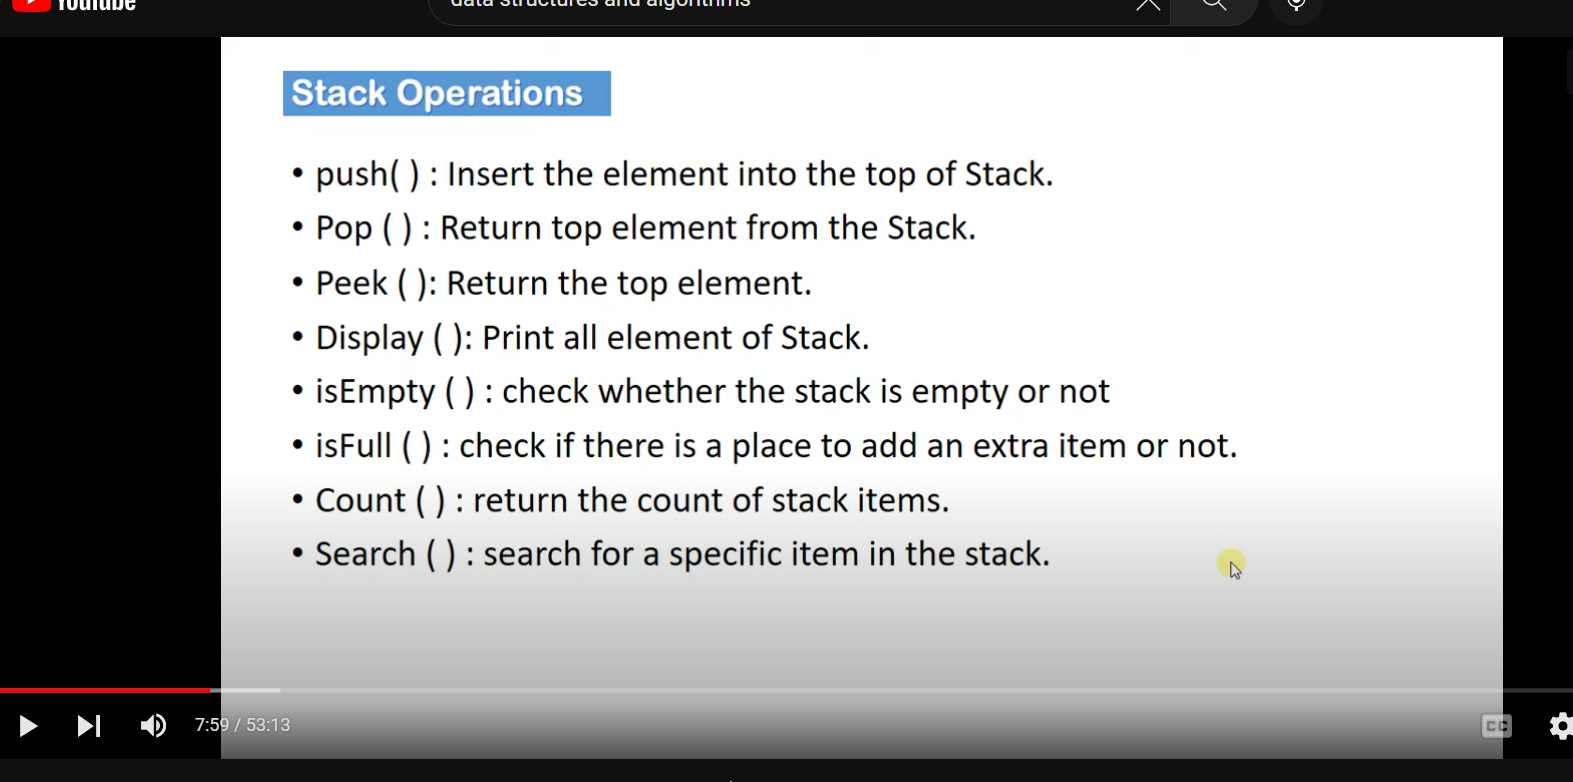 YouTube
data structures and algorithms
Stack Operations
• push( ) : Insert the element into the top of Stack.
• Pop ( ) : Return top element from the Stack.
• Peek ( ): Return the top element.
• Display ( ): Print all element of Stack.
• isEmpty ( ) : check whether the stack is empty or not
• isFull ( ) : check if there is a place to add an extra item or not.
• Count ( ) : return the count of stack items.
• Search ( ) : search for a specific item in the stack.
7:59 / 53:13
CC